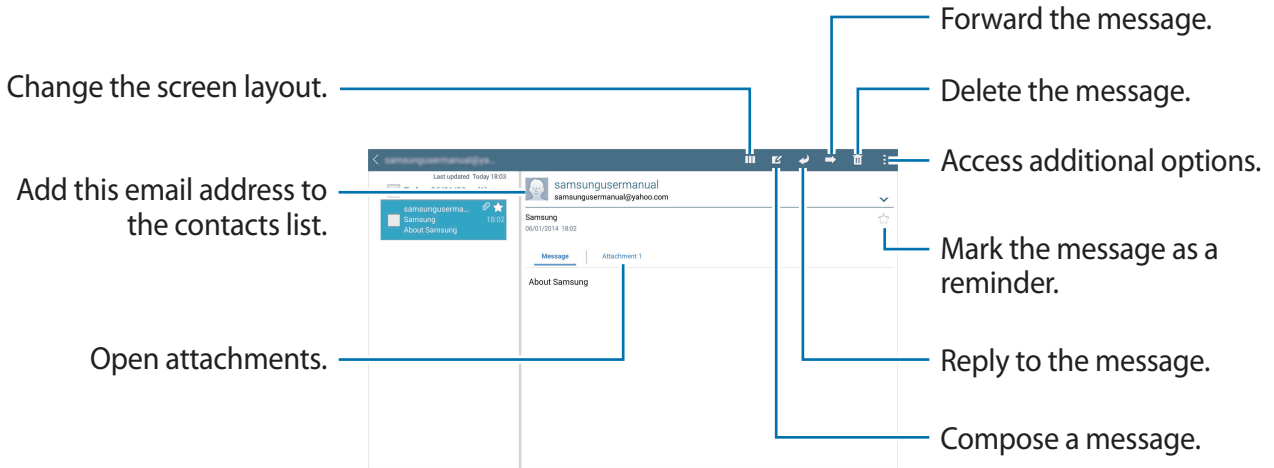 Forward the message.
Change the screen layout.
Delete the message.
Access additional options.
Last updated Today 18:03
Add this email address to
the contacts list.
samsungusermanual
samsungusermanual@yahoo.com
samsunguserma...
Samsung 18:02
About Samsung
Samsung
06/01/2014 18:02
Mark the message as a
reminder.
Message
Attachment 1
About Samsung
Open attachments.
Reply to the message.
Compose a message.